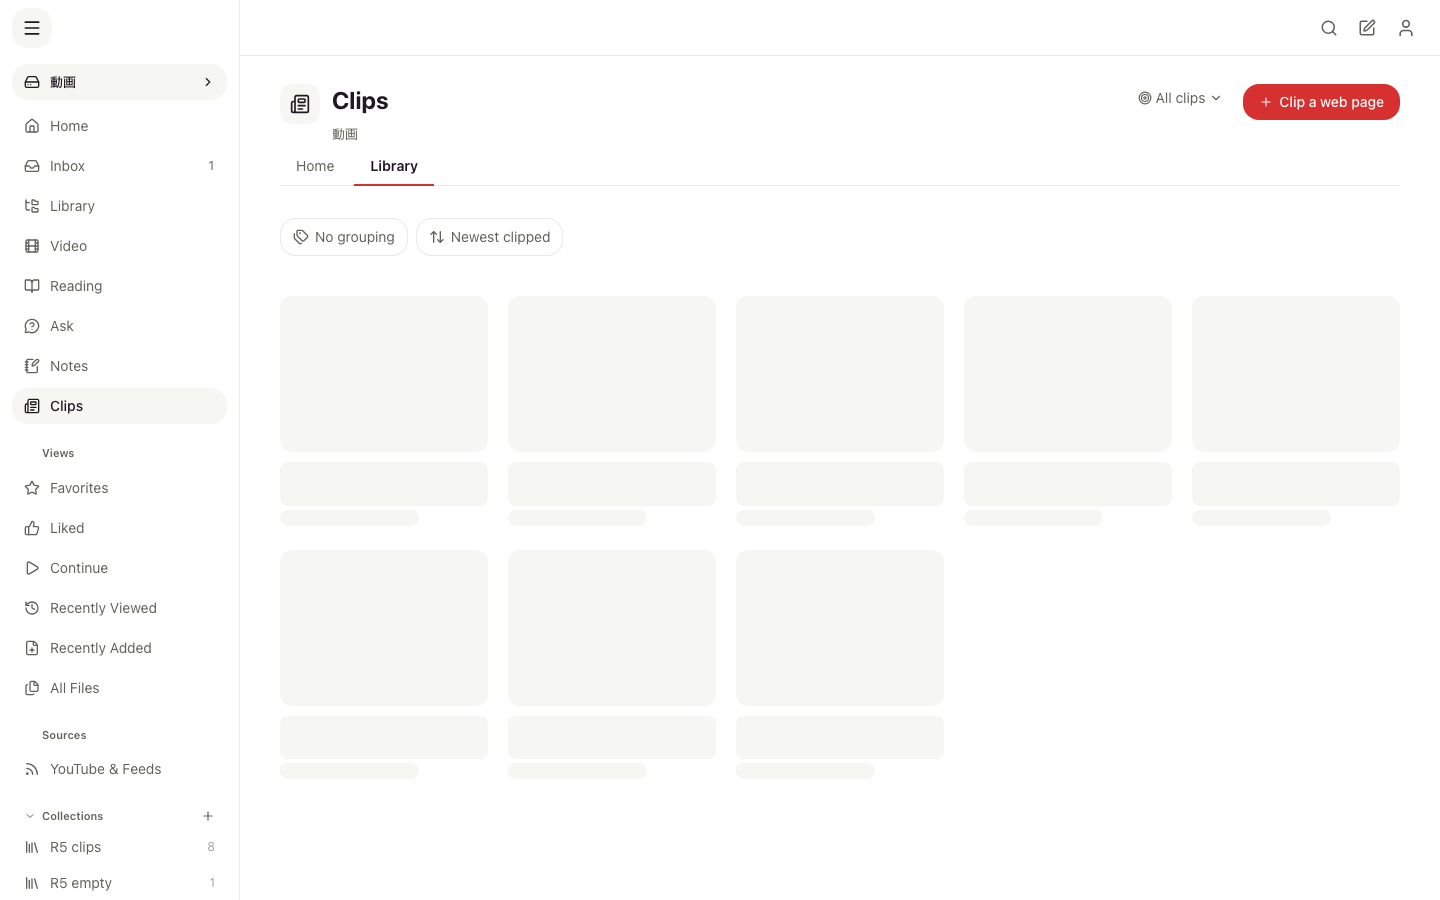 動画
Home
Inbox 1
Library
Video
Reading
Ask
Notes
Clips
Views
Favorites
Liked
Continue
Recently Viewed
Recently Added
All Files
Sources
YouTube & Feeds
Collections
R5 clips 8
R5 empty 1
Clips
動画
All clips
Clip a web page
Home Library
No grouping Newest clipped